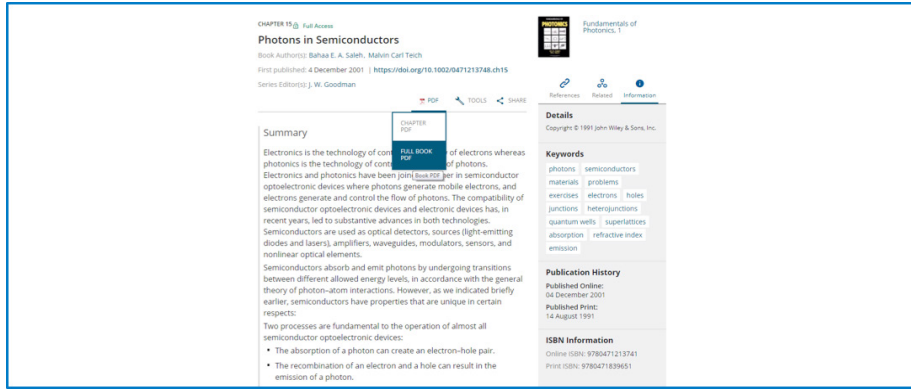 CHAPTER 15 Full Access
Photons in Semiconductors
Book Author(s): Bahaa E. A. Saleh, Malvin Carl Teich
First published: 4 December 2001 | https://doi.org/10.1002/0471213748.ch15
Series Editor(s): J. W. Goodman
PDF TOOLS SHARE
CHAPTER
PDF
FULL BOOK
PDF
Book PDF
Summary
Electronics is the technology of con of electrons whereas
photonics is the technology of cont of photons.
Electronics and photonics have been join er in semiconductor
optoelectronic devices where photons generate mobile electrons, and
electrons generate and control the flow of photons. The compatibility of
semiconductor optoelectronic devices and electronic devices has, in
recent years, led to substantive advances in both technologies.
Semiconductors are used as optical detectors, sources (light-emitting
diodes and lasers), amplifiers, waveguides, modulators, sensors, and
nonlinear optical elements.
Semiconductors absorb and emit photons by undergoing transitions
between different allowed energy levels, in accordance with the general
theory of photon–atom interactions. However, as we indicated briefly
earlier, semiconductors have properties that are unique in certain
respects:
Two processes are fundamental to the operation of almost all
semiconductor optoelectronic devices:
• The absorption of a photon can create an electron–hole pair.
• The recombination of an electron and a hole can result in the
emission of a photon.
PHOTONICS
Fundamentals of
Photonics, 1
References Related Information
Details
Copyright © 1991 John Wiley & Sons, Inc.
Keywords
photons semiconductors
materials problems
exercises electrons holes
junctions heterojunctions
quantum wells superlattices
absorption refractive index
emission
Publication History
Published Online:
04 December 2001
Published Print:
14 August 1991
ISBN Information
Online ISBN: 9780471213741
Print ISBN: 9780471839651